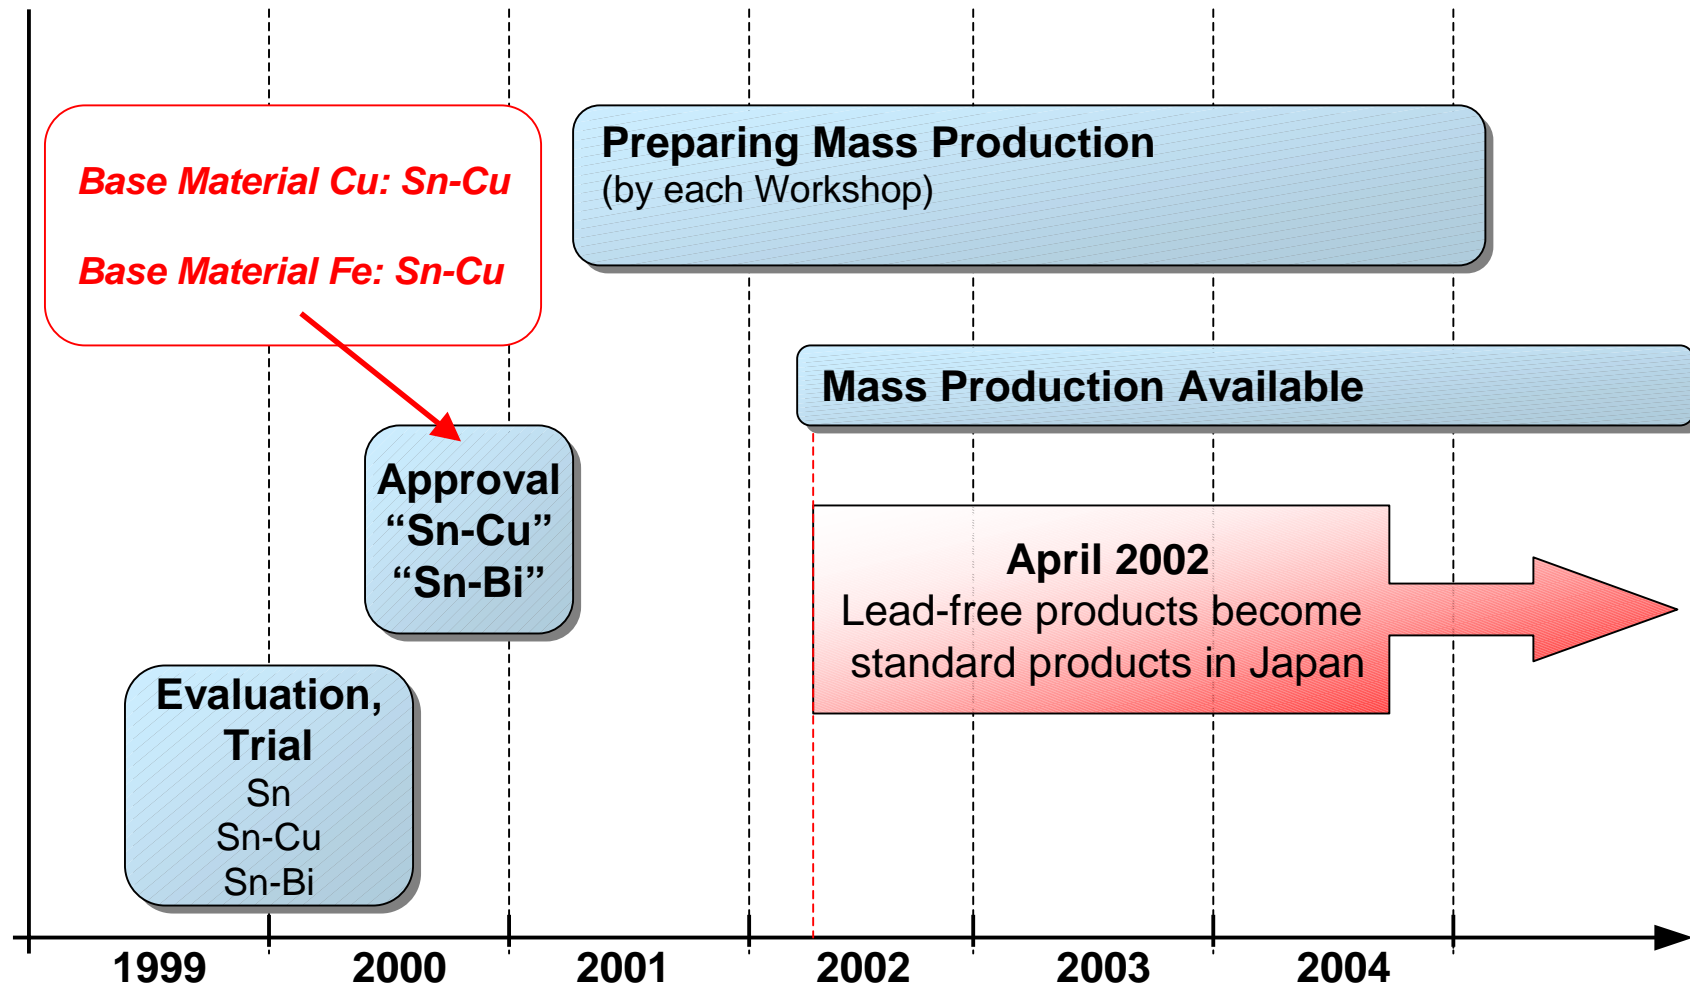 Base Material Cu: Sn-Cu
Base Material Fe: Sn-Cu
Preparing Mass Production
(by each Workshop)
Mass Production Available
Approval
“Sn-Cu”
“Sn-Bi”
April 2002
Lead-free products become
standard products in Japan
Evaluation,
Trial
Sn
Sn-Cu
Sn-Bi
1999 2000 2001 2002 2003 2004